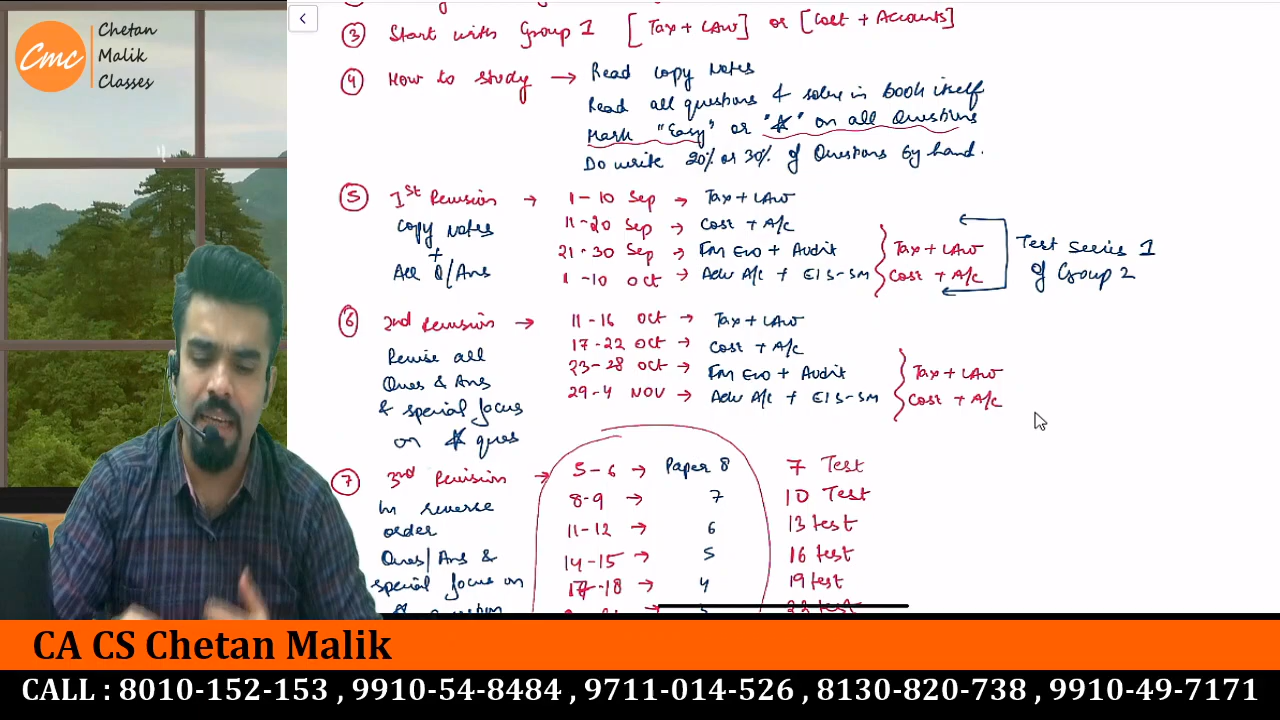 cmc
Chetan
Malik
Classes
③ Start with Group 1 [Tax + LAw] or [Cost + Accounts]
④ How to study → Read copy notes
Read all questions & solve in book itself
Mark "Easy" or "★" on all Questions
Do write 20% or 30% of Questions by hand.
⑤ 1st Revision → 1-10 Sep → Tax + LAw
copy notes 11-20 Sep → Cost + A/c
+
All Q/Ans
21-30 Sep → FM Eco + Audit
1-10 oct → Adv A/c + EIS-SM
Tax + LAw
Cost + A/c
Test Series 1
of Group 2
⑥ 2nd Revision → 11-16 oct → Tax + LAw
Revise all
Ques & Ans
& special focus
on ★ ques
17-22 oct → Cost + A/c
23-28 oct → FM Eco + Audit
29-4 NOV → Adv A/c + EIS-SM
Tax + LAw
Cost + A/c
⑦ 3rd Revision → 5-6 → Paper 8 7 Test
In reverse
order
Ques/Ans &
special focus on
8-9 → 7 10 Test
11-12 → 6 13 test
14-15 → 5 16 test
17-18 → 4 19 test
CA CS Chetan Malik
CALL : 8010-152-153 , 9910-54-8484 , 9711-014-526 , 8130-820-738 , 9910-49-7171